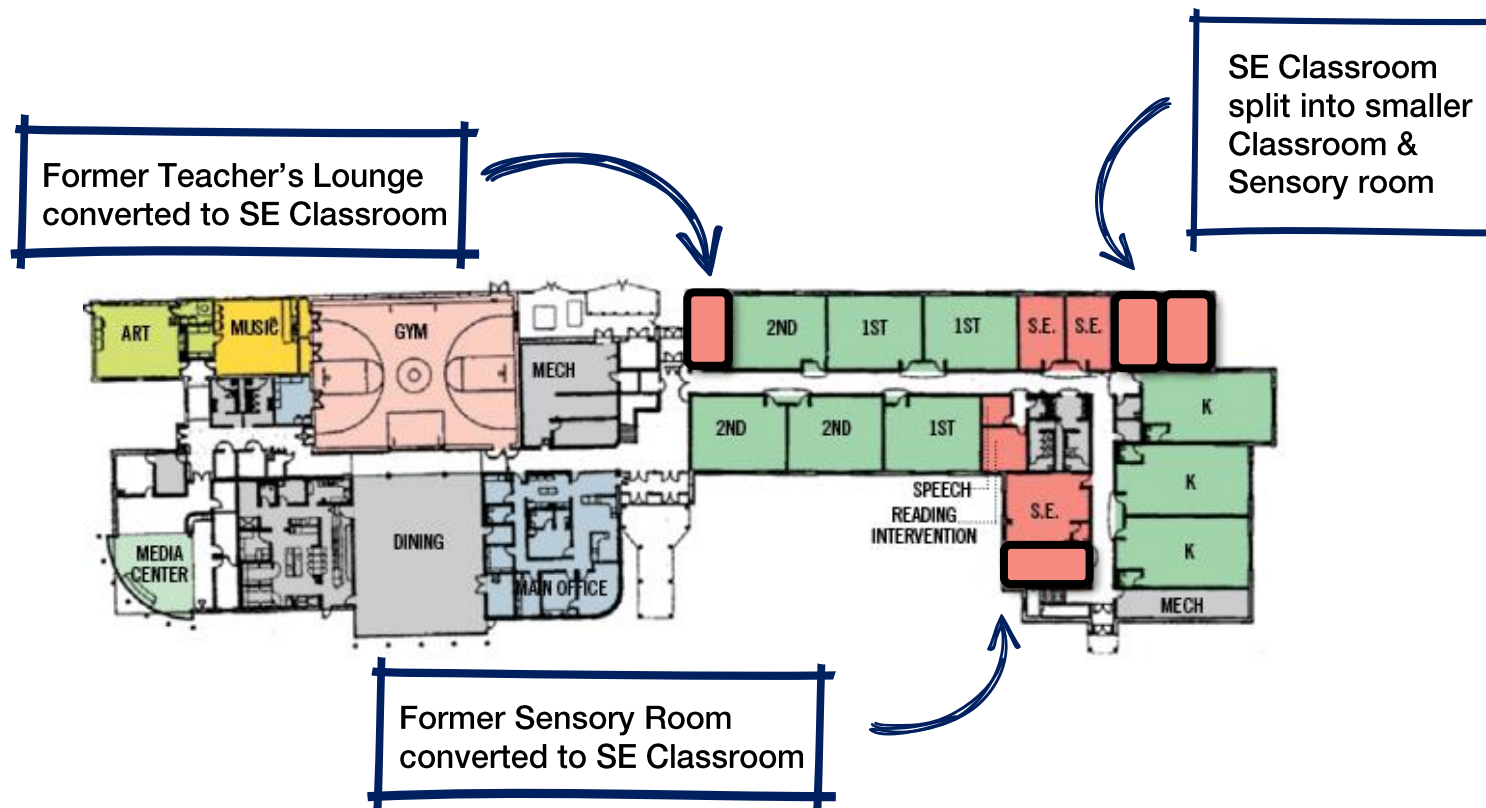 SE Classroom
split into smaller
Classroom &
Sensory room
Former Teacher’s Lounge
converted to SE Classroom
ART
MUSIC
GYM
MECH
2ND
1ST
1ST
S.E.
S.E.
K
2ND
2ND
1ST
K
SPEECH
READING
INTERVENTION
S.E.
DINING
MEDIA
CENTER
K
MAIN OFFICE
MECH
Former Sensory Room
converted to SE Classroom